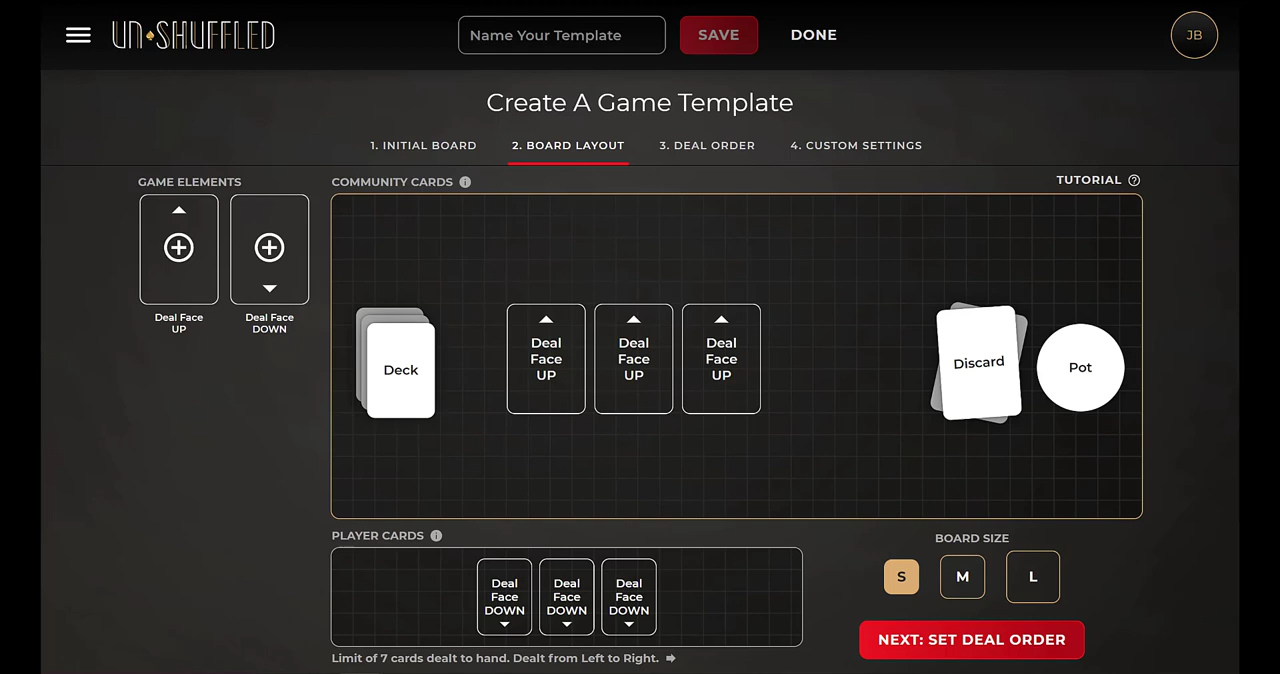 UN SHUFFLED
Name Your Template
SAVE
DONE
JB
Create A Game Template
1. INITIAL BOARD
2. BOARD LAYOUT
3. DEAL ORDER
4. CUSTOM SETTINGS
GAME ELEMENTS
COMMUNITY CARDS
TUTORIAL
Deal Face
UP
Deal Face
DOWN
Deck
Deal
Face
UP
Deal
Face
UP
Deal
Face
UP
Discard
Pot
PLAYER CARDS
Deal
Face
DOWN
Deal
Face
DOWN
Deal
Face
DOWN
Limit of 7 cards dealt to hand. Dealt from Left to Right.
BOARD SIZE
S
M
L
NEXT: SET DEAL ORDER